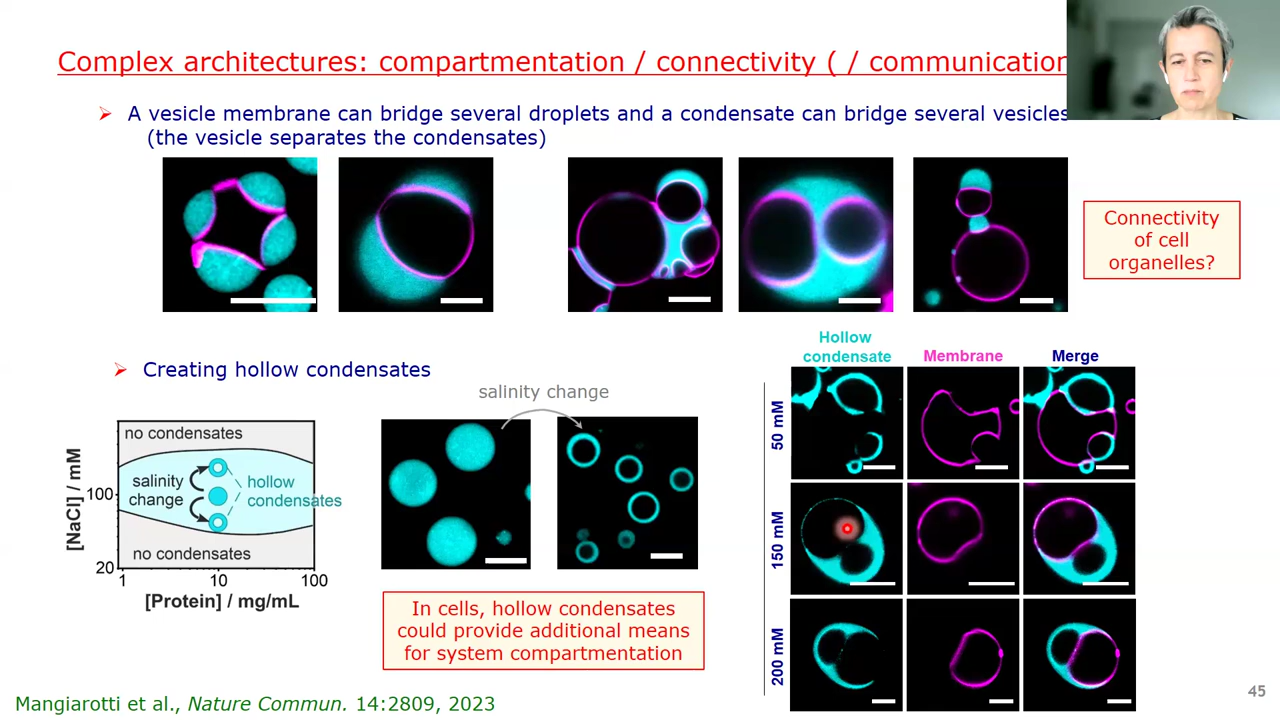 Complex architectures: compartmentation / connectivity ( / communication
➢ A vesicle membrane can bridge several droplets and a condensate can bridge several vesicles
(the vesicle separates the condensates)
Connectivity
of cell
organelles?
➢ Creating hollow condensates
salinity change
no condensates
salinity
change
hollow
condensates
no condensates
[NaCl] / mM
100
20
1
10
100
[Protein] / mg/mL
In cells, hollow condensates
could provide additional means
for system compartmentation
Hollow
condensate
Membrane
Merge
50 mM
150 mM
200 mM
Mangiarotti et al., Nature Commun. 14:2809, 2023
45